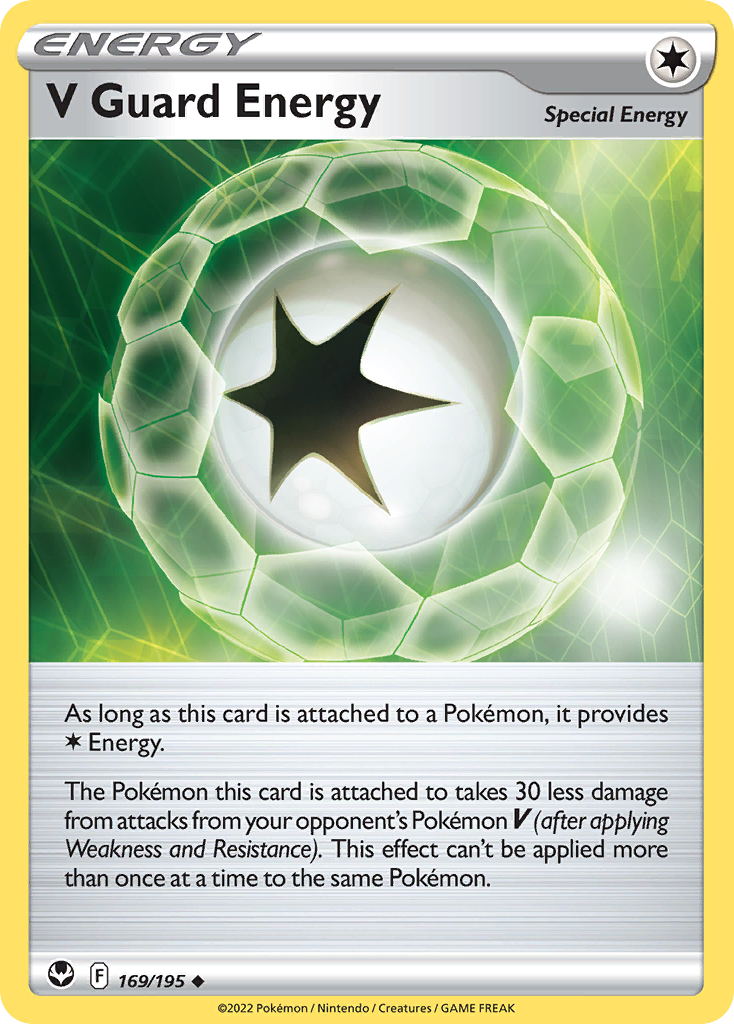 ENERGY
V Guard Energy
Special Energy
As long as this card is attached to a Pokémon, it provides
Energy.
The Pokémon this card is attached to takes 30 less damage
from attacks from your opponent's Pokémon V (after applying
Weakness and Resistance). This effect can't be applied more
than once at a time to the same Pokémon.
F 169/195
©2022 Pokémon / Nintendo / Creatures / GAME FREAK